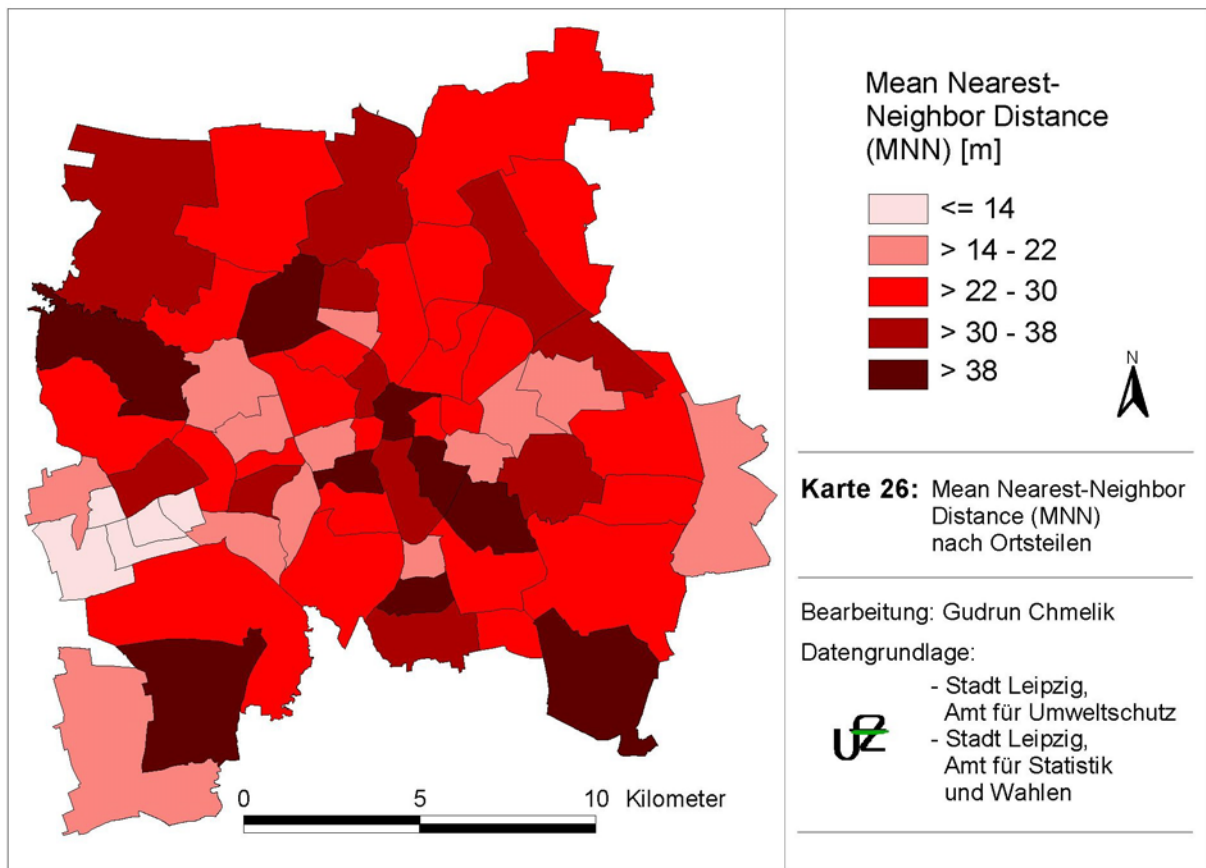 Mean Nearest-
Neighbor Distance
(MNN) [m]
<= 14
> 14 - 22
> 22 - 30
> 30 - 38
> 38
N
Karte 26: Mean Nearest-Neighbor
Distance (MNN)
nach Ortsteilen
Bearbeitung: Gudrun Chmelik
Datengrundlage:
- Stadt Leipzig,
Amt für Umweltschutz
- Stadt Leipzig,
Amt für Statistik
und Wahlen
UFZ
0 5 10 Kilometer